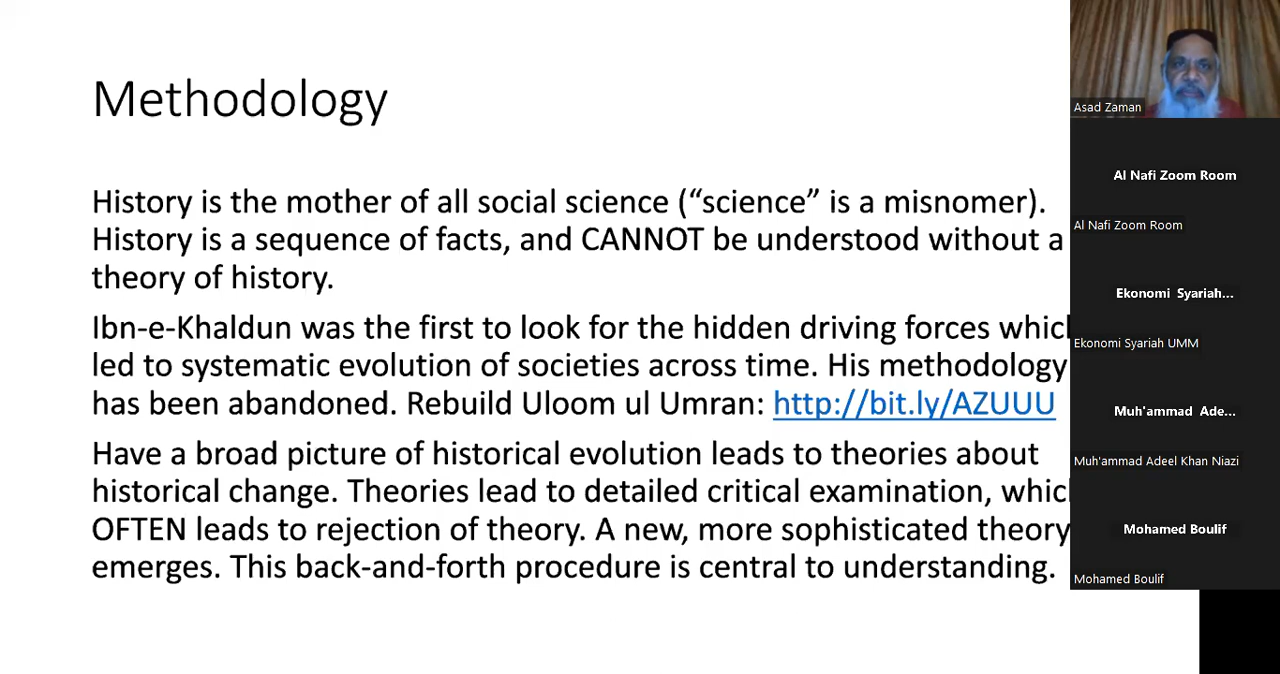 Methodology
History is the mother of all social science (“science” is a misnomer).
History is a sequence of facts, and CANNOT be understood without a
theory of history.
Ibn-e-Khaldun was the first to look for the hidden driving forces whic
led to systematic evolution of societies across time. His methodology
has been abandoned. Rebuild Uloom ul Umran: http://bit.ly/AZUUU
Have a broad picture of historical evolution leads to theories about
historical change. Theories lead to detailed critical examination, whic
OFTEN leads to rejection of theory. A new, more sophisticated theory
emerges. This back-and-forth procedure is central to understanding.
Asad Zaman
Al Nafi Zoom Room
Al Nafi Zoom Room
Ekonomi Syariah...
Ekonomi Syariah UMM
Muh'ammad Ade...
Muh'ammad Adeel Khan Niazi
Mohamed Boulif
Mohamed Boulif